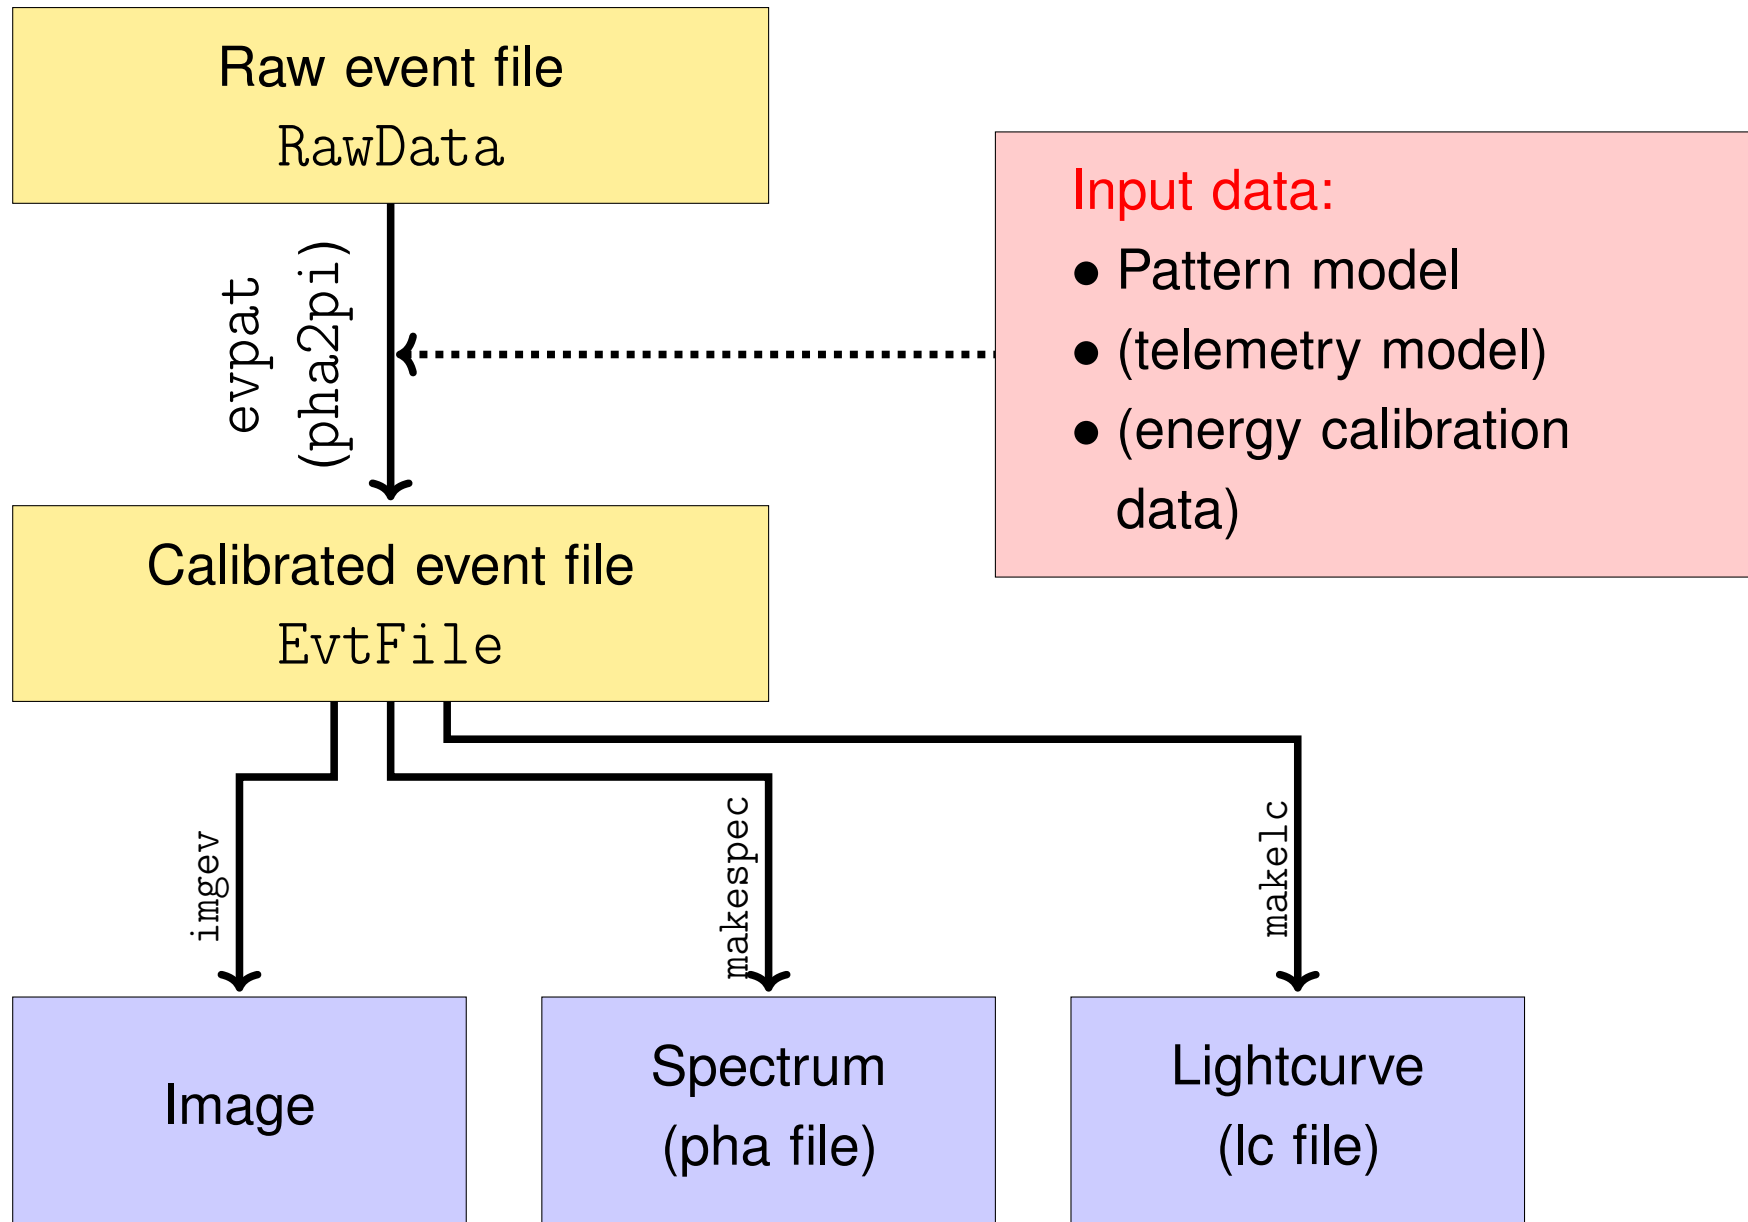 Raw event file
RawData
evpat
(pha2pi)
Input data:
● Pattern model
● (telemetry model)
● (energy calibration
data)
Calibrated event file
EvtFile
imgev
makespec
makelc
Image
Spectrum
(pha file)
Lightcurve
(lc file)